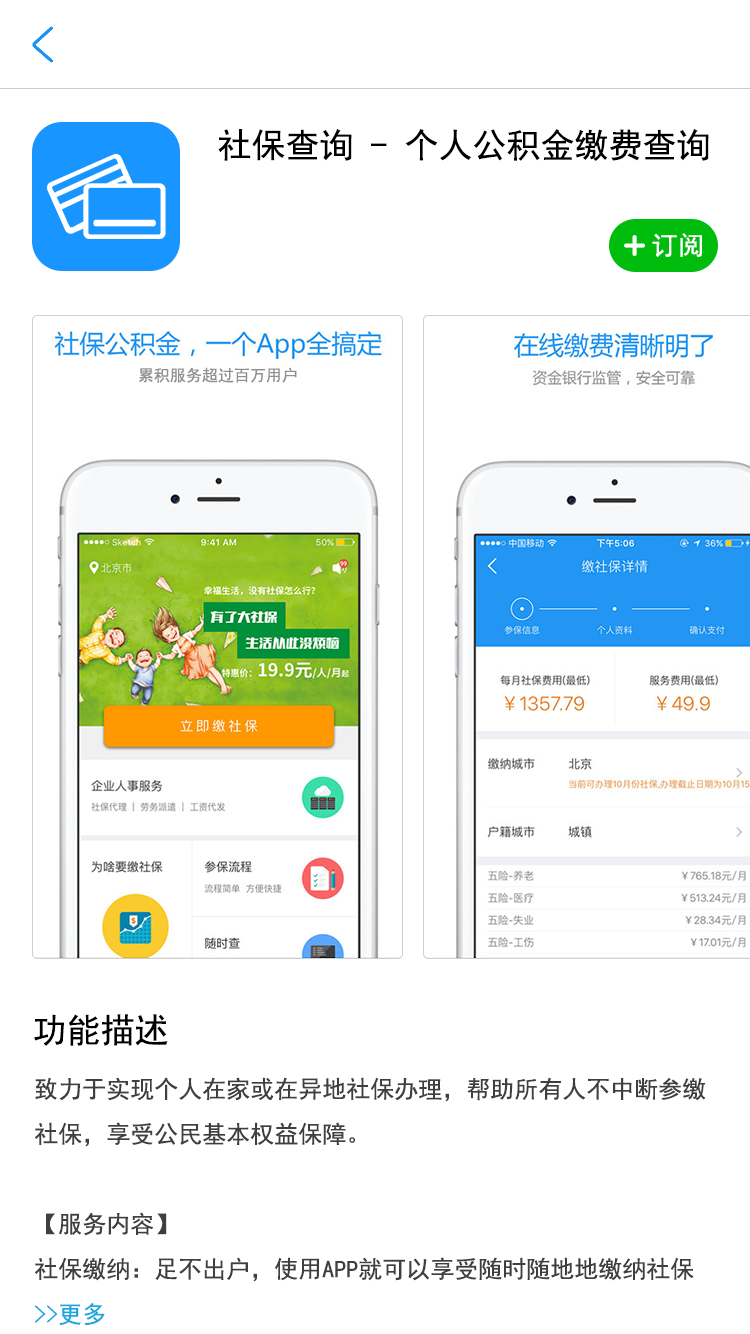 社保查询 - 个人公积金缴费查询
+ 订阅
社保公积金，一个App全搞定
累积服务超过百万用户
Sketch
9:41 AM
50%
北京市
99
幸福生活，没有社保怎么行?
有了大社保
生活从此没烦恼
特惠价：19.9元/人/月起
立即缴社保
企业人事服务
社保代理 | 劳务派遣 | 工资代发
为啥要缴社保
参保流程
流程简单 方便快捷
随时查
在线缴费清晰明了
资金银行监管，安全可靠
中国移动
下午5:06
36%
缴社保详情
参保信息
个人资料
确认支付
每月社保费用(最低)
￥1357.79
服务费用(最低)
￥49.9
缴纳城市
北京
当前可办理10月份社保,办理截止日期为10月15
户籍城市
城镇
五险-养老 ￥765.18元/月
五险-医疗 ￥513.24元/月
五险-失业 ￥28.34元/月
五险-工伤 ￥17.01元/月
功能描述
致力于实现个人在家或在异地社保办理，帮助所有人不中断参缴
社保，享受公民基本权益保障。
【服务内容】
社保缴纳：足不出户，使用APP就可以享受随时随地地缴纳社保
>>更多